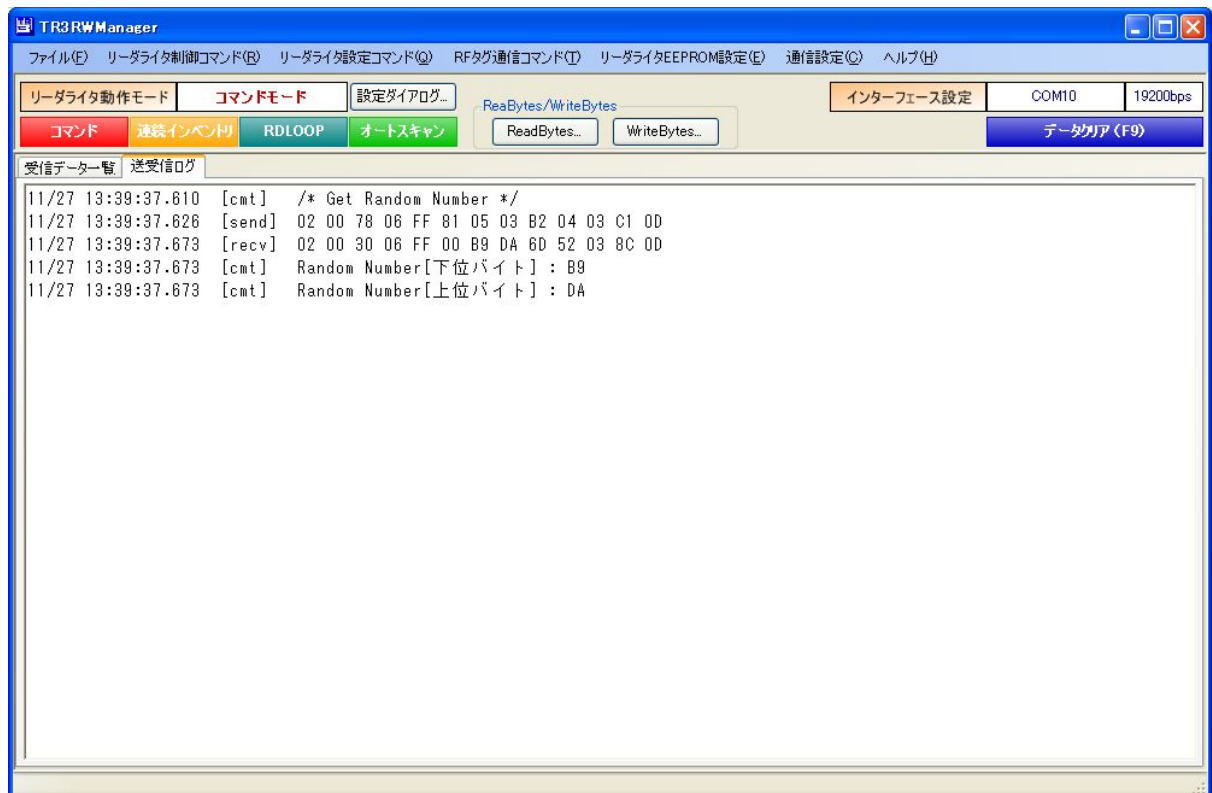 TR3RWManager
ファイル(F) リーダライタ制御コマンド(R) リーダライタ設定コマンド(Q) RFタグ通信コマンド(T) リーダライタEEPROM設定(E) 通信設定(C) ヘルプ(H)
リーダライタ動作モード コマンドモード 設定ダイアログ... ReaBytes/WriteBytes インターフェース設定 COM10 19200bps
コマンド 連続インベントリ RDLOOP オートスキャン ReadBytes... WriteBytes... データクリア (F9)
受信データ一覧 送受信ログ
11/27 13:39:37.610 [cmt] /* Get Random Number */
11/27 13:39:37.626 [send] 02 00 78 06 FF 81 05 03 B2 04 03 C1 0D
11/27 13:39:37.673 [recv] 02 00 30 06 FF 00 B9 DA 6D 52 03 8C 0D
11/27 13:39:37.673 [cmt] Random Number[下位バイト] : B9
11/27 13:39:37.673 [cmt] Random Number[上位バイト] : DA